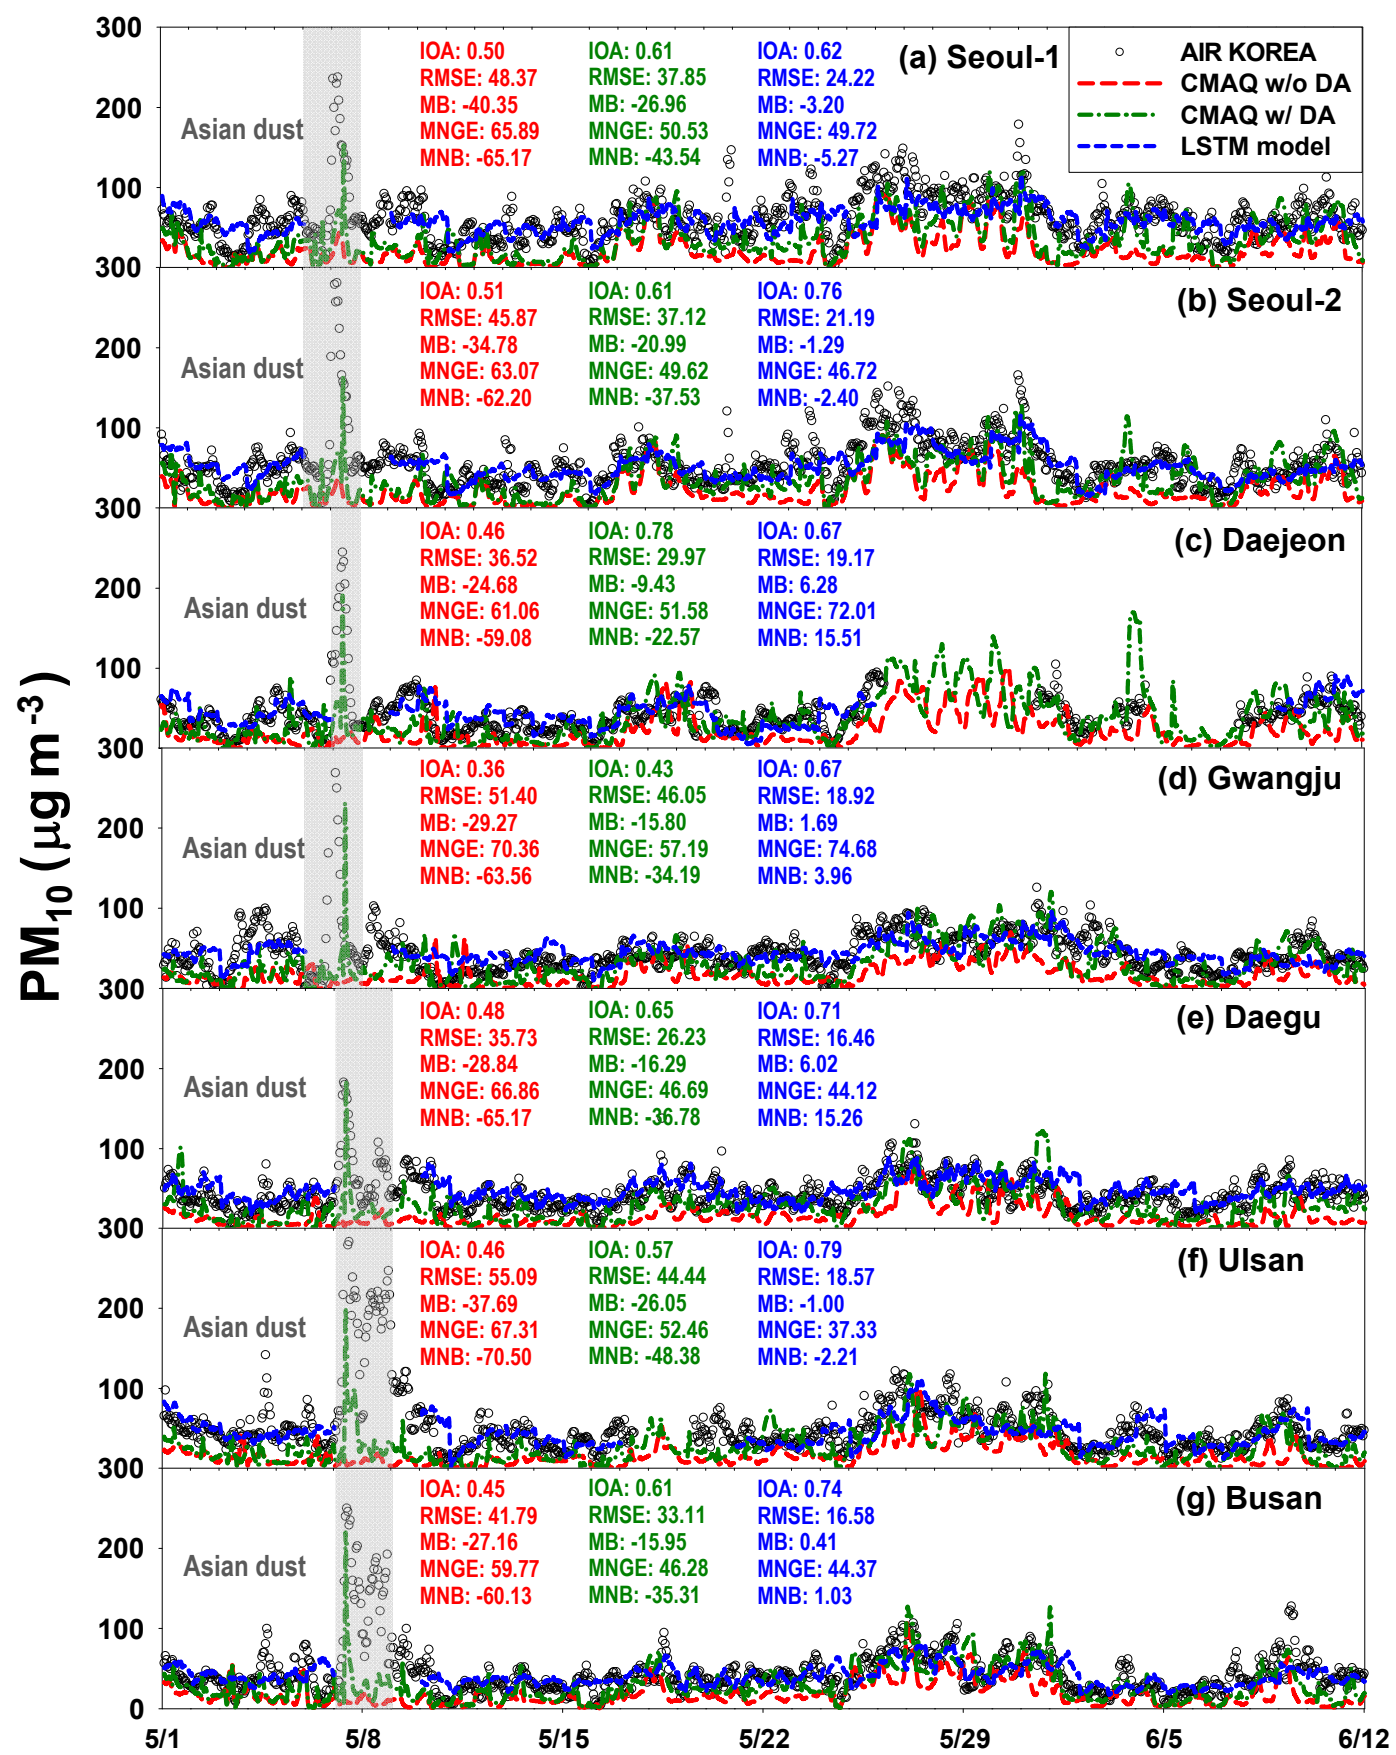 300
IOA: 0.50 IOA: 0.61 IOA: 0.62 (a) Seoul-1
RMSE: 48.37 RMSE: 37.85 RMSE: 24.22
MB: -40.35 MB: -26.96 MB: -3.20
MNGE: 65.89 MNGE: 50.53 MNGE: 49.72
MNB: -65.17 MNB: -43.54 MNB: -5.27
AIR KOREA
CMAQ w/o DA
CMAQ w/ DA
LSTM model
200
Asian dust
100
300
IOA: 0.51 IOA: 0.61 IOA: 0.76 (b) Seoul-2
RMSE: 45.87 RMSE: 37.12 RMSE: 21.19
MB: -34.78 MB: -20.99 MB: -1.29
MNGE: 63.07 MNGE: 49.62 MNGE: 46.72
MNB: -62.20 MNB: -37.53 MNB: -2.40
200
Asian dust
100
300
IOA: 0.46 IOA: 0.78 IOA: 0.67 (c) Daejeon
RMSE: 36.52 RMSE: 29.97 RMSE: 19.17
MB: -24.68 MB: -9.43 MB: 6.28
MNGE: 61.06 MNGE: 51.58 MNGE: 72.01
MNB: -59.08 MNB: -22.57 MNB: 15.51
200
Asian dust
100
PM10 (μg m-3)
300
IOA: 0.36 IOA: 0.43 IOA: 0.67 (d) Gwangju
RMSE: 51.40 RMSE: 46.05 RMSE: 18.92
MB: -29.27 MB: -15.80 MB: 1.69
MNGE: 70.36 MNGE: 57.19 MNGE: 74.68
MNB: -63.56 MNB: -34.19 MNB: 3.96
200
Asian dust
100
300
IOA: 0.48 IOA: 0.65 IOA: 0.71 (e) Daegu
RMSE: 35.73 RMSE: 26.23 RMSE: 16.46
MB: -28.84 MB: -16.29 MB: 6.02
MNGE: 66.86 MNGE: 46.69 MNGE: 44.12
MNB: -65.17 MNB: -36.78 MNB: 15.26
200
Asian dust
100
300
IOA: 0.46 IOA: 0.57 IOA: 0.79 (f) Ulsan
RMSE: 55.09 RMSE: 44.44 RMSE: 18.57
MB: -37.69 MB: -26.05 MB: -1.00
MNGE: 67.31 MNGE: 52.46 MNGE: 37.33
MNB: -70.50 MNB: -48.38 MNB: -2.21
200
Asian dust
100
300
IOA: 0.45 IOA: 0.61 IOA: 0.74 (g) Busan
RMSE: 41.79 RMSE: 33.11 RMSE: 16.58
MB: -27.16 MB: -15.95 MB: 0.41
MNGE: 59.77 MNGE: 46.28 MNGE: 44.37
MNB: -60.13 MNB: -35.31 MNB: 1.03
200
Asian dust
100
0
5/1 5/8 5/15 5/22 5/29 6/5 6/12